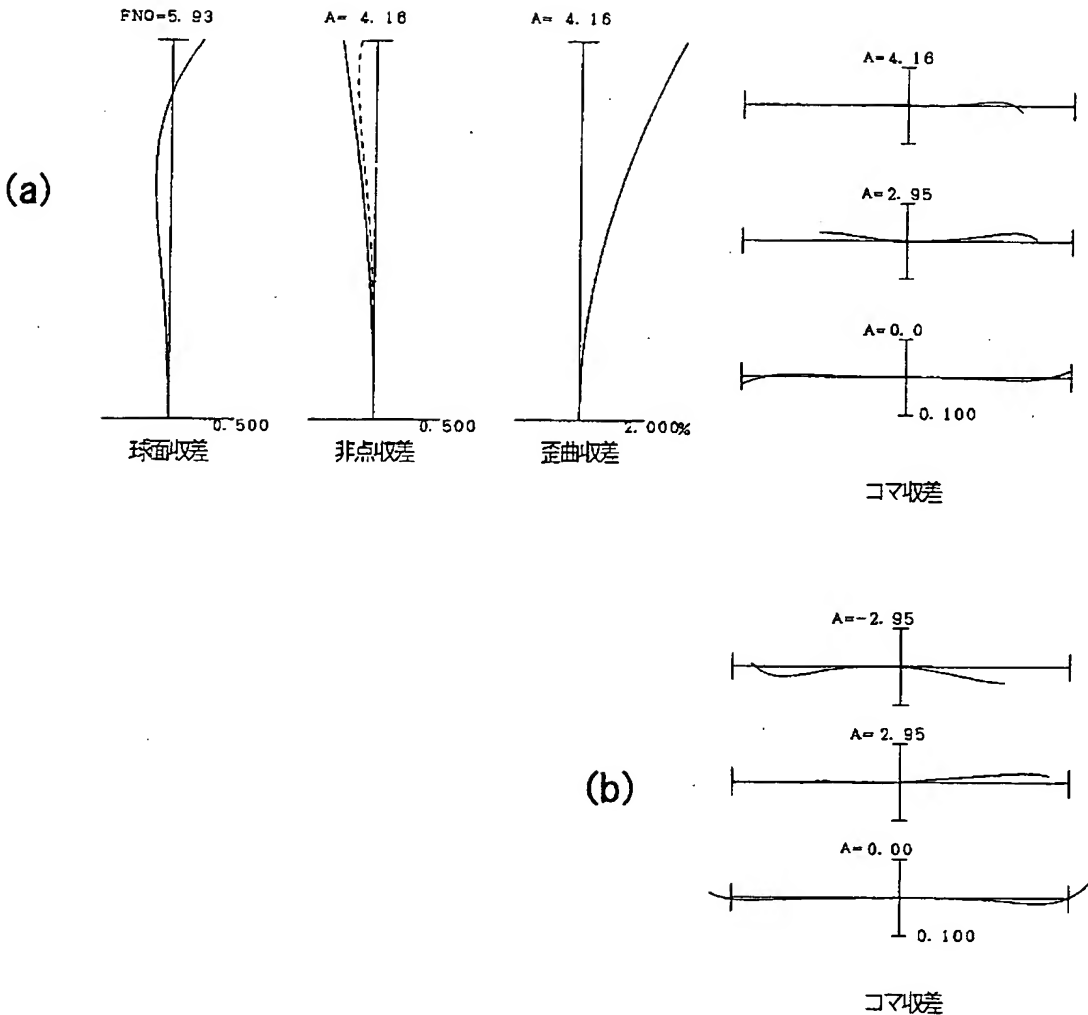 (a)
FNO=5. 93
0. 500
球面収差
A= 4. 16
0. 500
非点収差
A= 4. 16
2. 000%
歪曲収差
A=4. 16
A=2. 95
A=0. 0
0. 100
コマ収差
(b)
A=-2. 95
A=2. 95
A=0. 00
0. 100
コマ収差